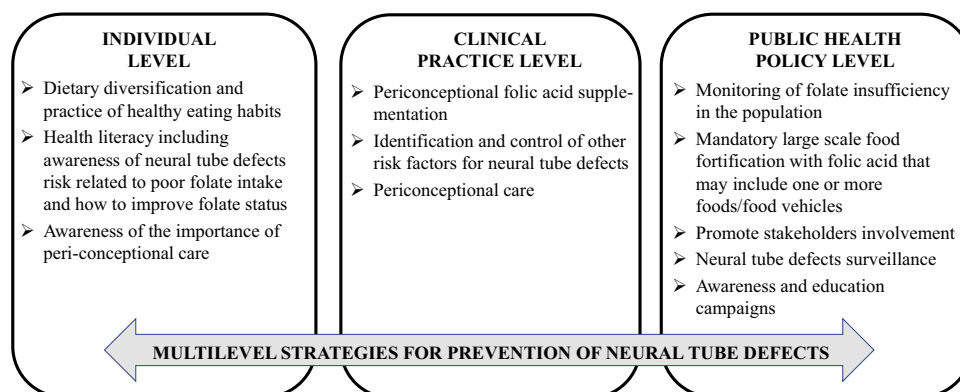 INDIVIDUAL
LEVEL
➢ Dietary diversification and
practice of healthy eating habits
➢ Health literacy including
awareness of neural tube defects
risk related to poor folate intake
and how to improve folate status
➢ Awareness of the importance of
peri-conceptional care
CLINICAL
PRACTICE LEVEL
➢ Periconceptional folic acid supple-
mentation
➢ Identification and control of other
risk factors for neural tube defects
➢ Periconceptional care
PUBLIC HEALTH
POLICY LEVEL
➢ Monitoring of folate insufficiency
in the population
➢ Mandatory large scale food
fortification with folic acid that
may include one or more
foods/food vehicles
➢ Promote stakeholders involvement
➢ Neural tube defects surveillance
➢ Awareness and education
campaigns
MULTILEVEL STRATEGIES FOR PREVENTION OF NEURAL TUBE DEFECTS